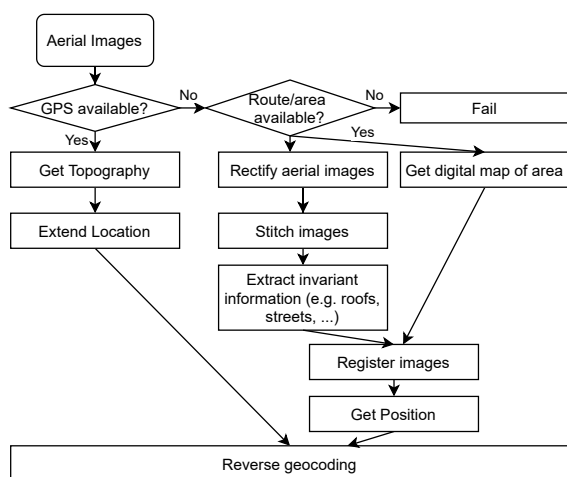 Aerial Images
GPS available?
No
Route/area
available?
No
Fail
Yes
Yes
Get Topography
Rectify aerial images
Get digital map of area
Extend Location
Stitch images
Extract invariant
information (e.g. roofs,
streets, ...)
Register images
Get Position
Reverse geocoding